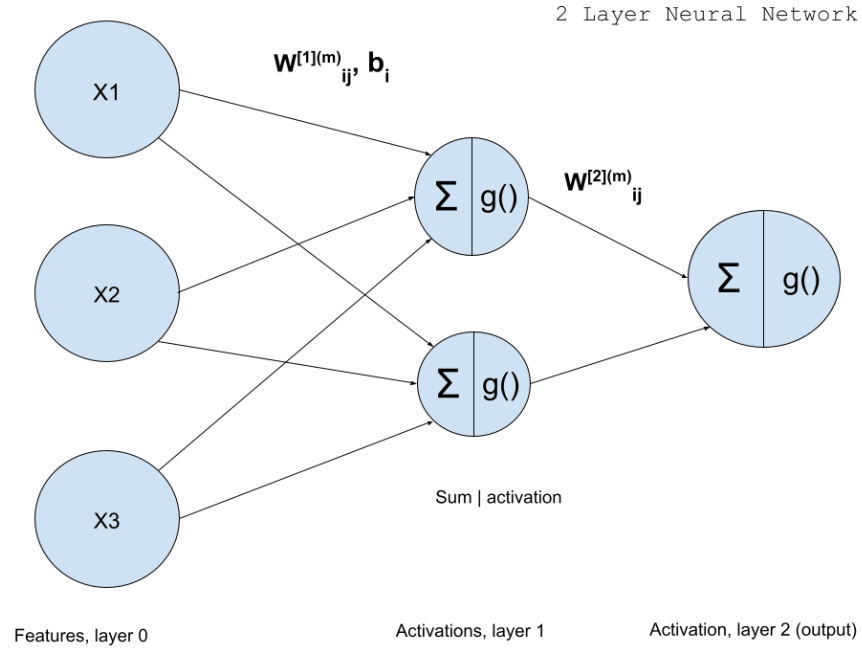 2 Layer Neural Network
W[1](m)ij, bi
X1
W[2](m)ij
Σ g()
X2
Σ g()
Σ g()
X3
Sum | activation
Features, layer 0
Activations, layer 1
Activation, layer 2 (output)